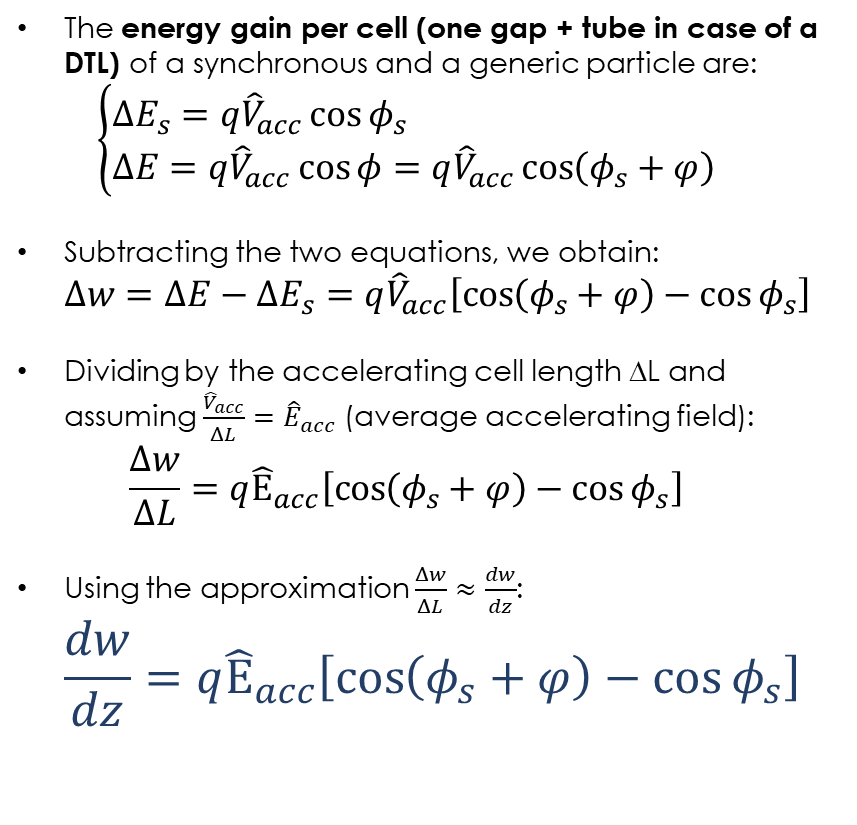 • The energy gain per cell (one gap + tube in case of a
DTL) of a synchronous and a generic particle are:
{ΔE_s = qV̂_acc cos ϕ_s
ΔE = qV̂_acc cos ϕ = qV̂_acc cos(ϕ_s + φ)
• Subtracting the two equations, we obtain:
Δw = ΔE − ΔE_s = qV̂_acc[cos(ϕ_s + φ) − cos ϕ_s]
• Dividing by the accelerating cell length ΔL and
assuming V̂_acc/ΔL = Ê_acc (average accelerating field):
Δw/ΔL = qÊ_acc[cos(ϕ_s + φ) − cos ϕ_s]
• Using the approximation Δw/ΔL ≈ dw/dz:
dw/dz = qÊ_acc[cos(ϕ_s + φ) − cos ϕ_s]